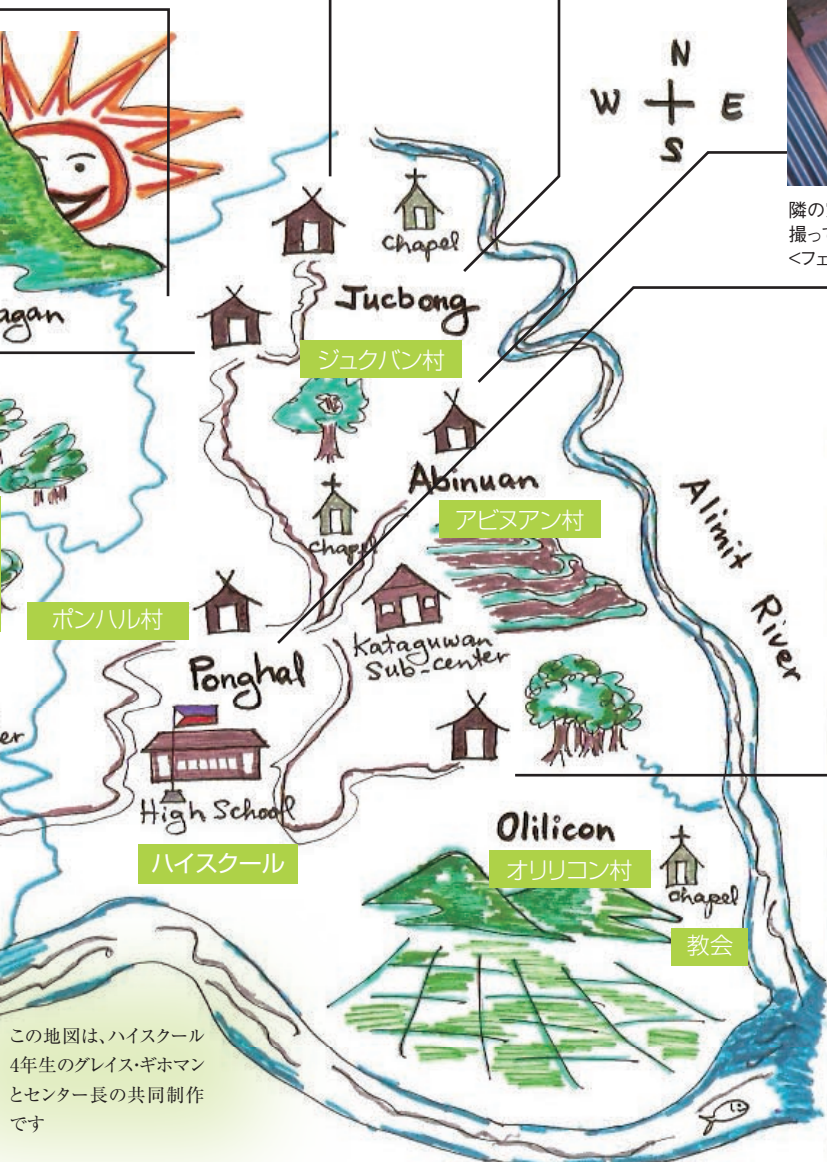 N
W E
S
隣の
撮って
<フェ
Chapel
Jucbong
ジュクバン村
agan
Abinuan
アビヌアン村
Chapel
Alimit River
ポンハル村
Kataguwan
Sub-center
Ponghal
er
High School
ハイスクール
Olilicon
オリリコン村
Chapel
教会
この地図は、ハイスクール
4年生のグレイス・ギホマン
とセンター長の共同制作
です